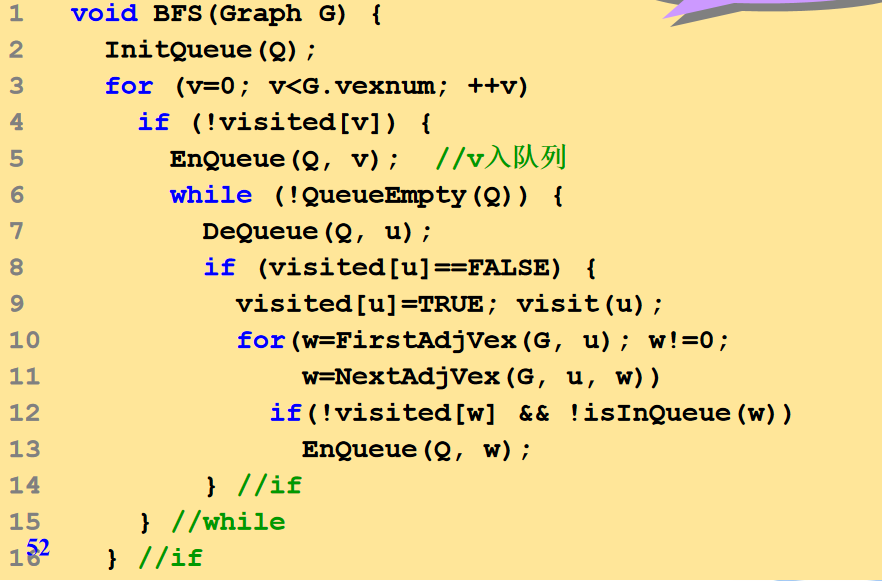 1 void BFS(Graph G) {
2 InitQueue(Q);
3 for (v=0; v<G.vexnum; ++v)
4 if (!visited[v]) {
5 EnQueue(Q, v); //v入队列
6 while (!QueueEmpty(Q)) {
7 DeQueue(Q, u);
8 if (visited[u]==FALSE) {
9 visited[u]=TRUE; visit(u);
10 for(w=FirstAdjVex(G, u); w!=0;
11 w=NextAdjVex(G, u, w))
12 if(!visited[w] && !isInQueue(w))
13 EnQueue(Q, w);
14 } //if
15 } //while
52
16 } //if